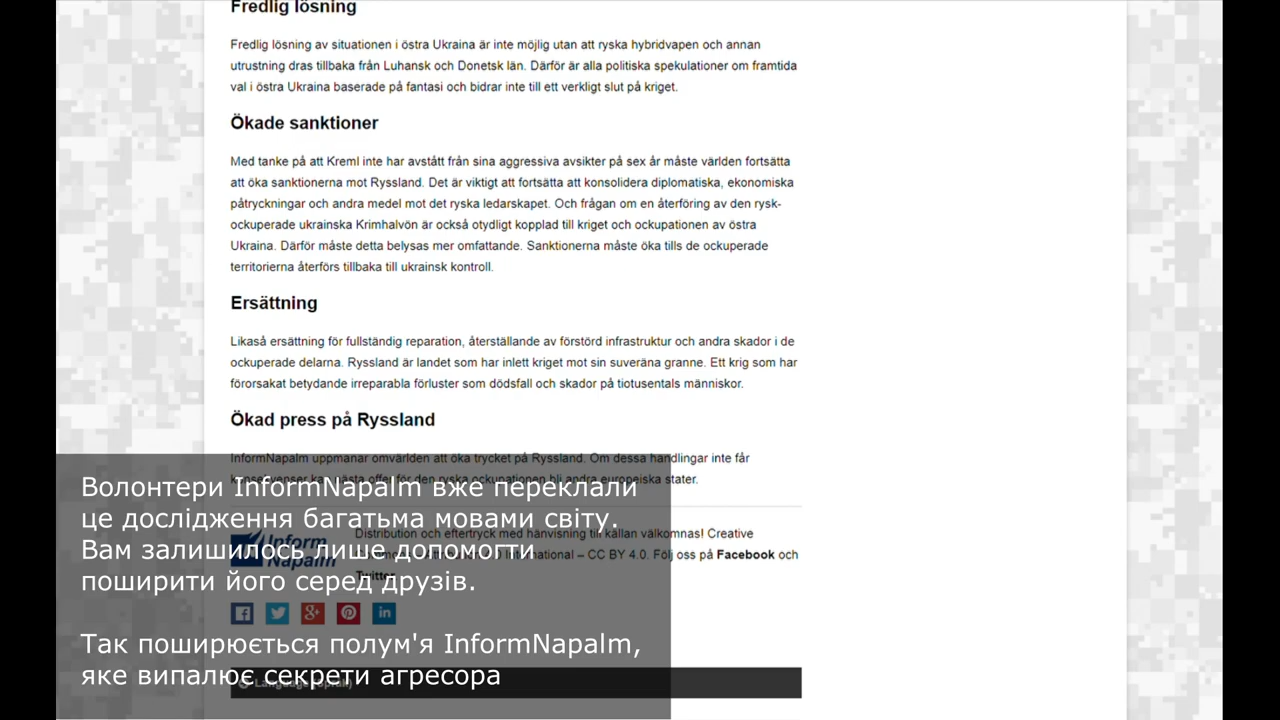 Fredlig lösning
Fredlig lösning av situationen i östra Ukraina är inte möjlig utan att ryska hybridvapen och annan
utrustning dras tillbaka från Luhansk och Donetsk län. Därför är alla politiska spekulationer om framtida
val i östra Ukraina baserade på fantasi och bidrar inte till ett verkligt slut på kriget.
Ökade sanktioner
Med tanke på att Kreml inte har avstått från sina aggressiva avsikter på sex år måste världen fortsätta
att öka sanktionerna mot Ryssland. Det är viktigt att fortsätta att konsolidera diplomatiska, ekonomiska
påtryckningar och andra medel mot det ryska ledarskapet. Och frågan om en återföring av den rysk-
ockuperade ukrainska Krimhalvön är också otydligt kopplad till kriget och ockupationen av östra
Ukraina. Därför måste detta belysas mer omfattande. Sanktionerna måste öka tills de ockuperade
territorierna återförs tillbaka till ukrainsk kontroll.
Ersättning
Likaså ersättning för fullständig reparation, återställande av förstörd infrastruktur och andra skador i de
ockuperade delarna. Ryssland är landet som har inlett kriget mot sin suveräna granne. Ett krig som har
förorsakat betydande irreparabla förluster som dödsfall och skador på tiotusentals människor.
Ökad press på Ryssland
InformNapalm uppmanar omvärlden att öka trycket på Ryssland. Om dessa handlingar inte får
nästa offer för den ryska ockupationen bli andra europeiska stater.
Волонтери InformNapalm вже переклали
це дослідження багатьма мовами світу.
Вам залишилось лише допомогти
поширити його серед друзів.
Так поширюється полум'я InformNapalm,
яке випалює секрети агресора
Inform
Napalm
Distribution och eftertryck med hänvisning till källan välkomnas! Creative
International – CC BY 4.0. Följ oss på Facebook och
Twitter